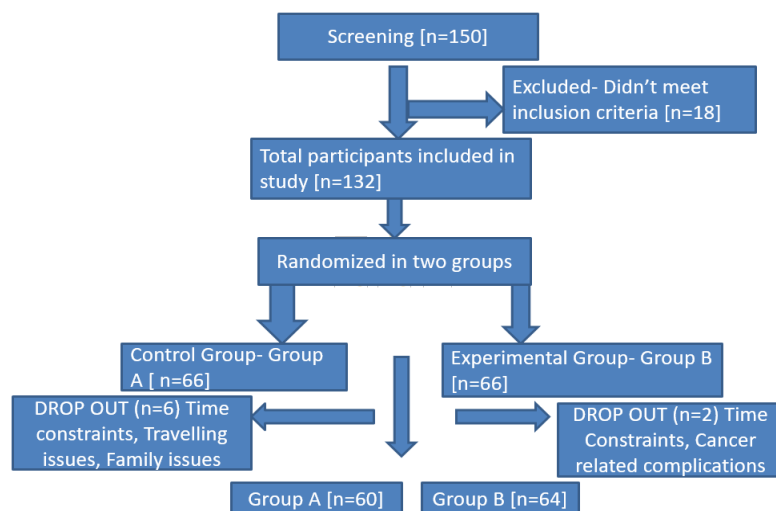 Screening [n=150]
Excluded- Didn’t meet
inclusion criteria [n=18]
Total participants included in
study [n=132]
Randomized in two groups
Control Group- Group
A [ n=66]
Experimental Group- Group B
[n=66]
DROP OUT (n=6) Time
constraints, Travelling
issues, Family issues
DROP OUT (n=2) Time
Constraints, Cancer
related complications
Group A [n=60]
Group B [n=64]